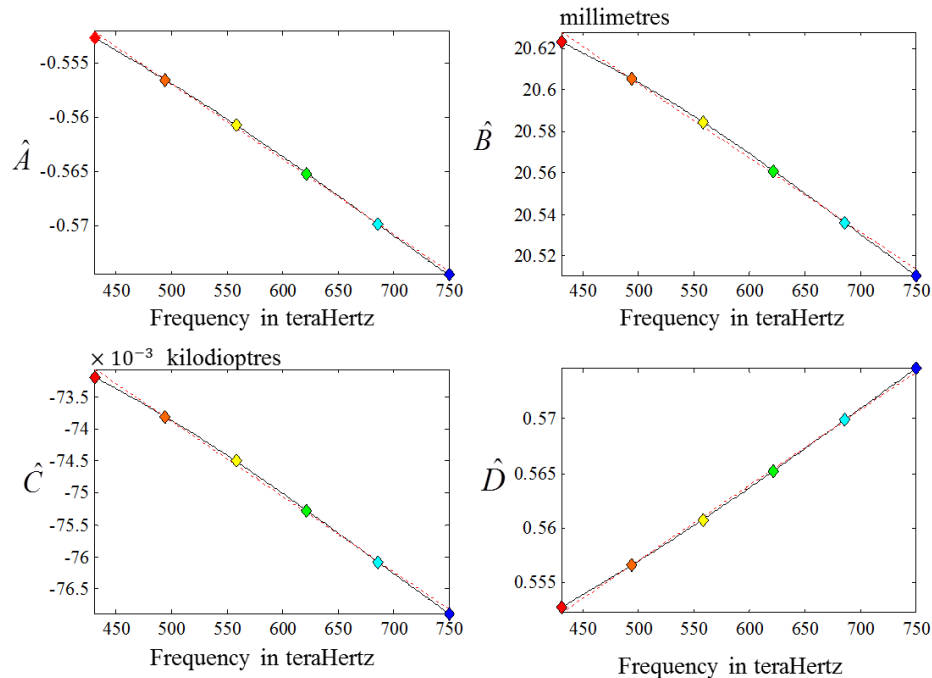 -0.555
-0.56
-0.565
-0.57
Â
450 500 550 600 650 700 750
Frequency in teraHertz
millimetres
20.62
20.6
20.58
20.56
20.54
20.52
B̂
450 500 550 600 650 700 750
Frequency in teraHertz
× 10⁻³ kilodioptres
-73.5
-74
-74.5
-75
-75.5
-76
-76.5
Ĉ
450 500 550 600 650 700 750
Frequency in teraHertz
0.57
0.565
0.56
0.555
D̂
450 500 550 600 650 700 750
Frequency in teraHertz